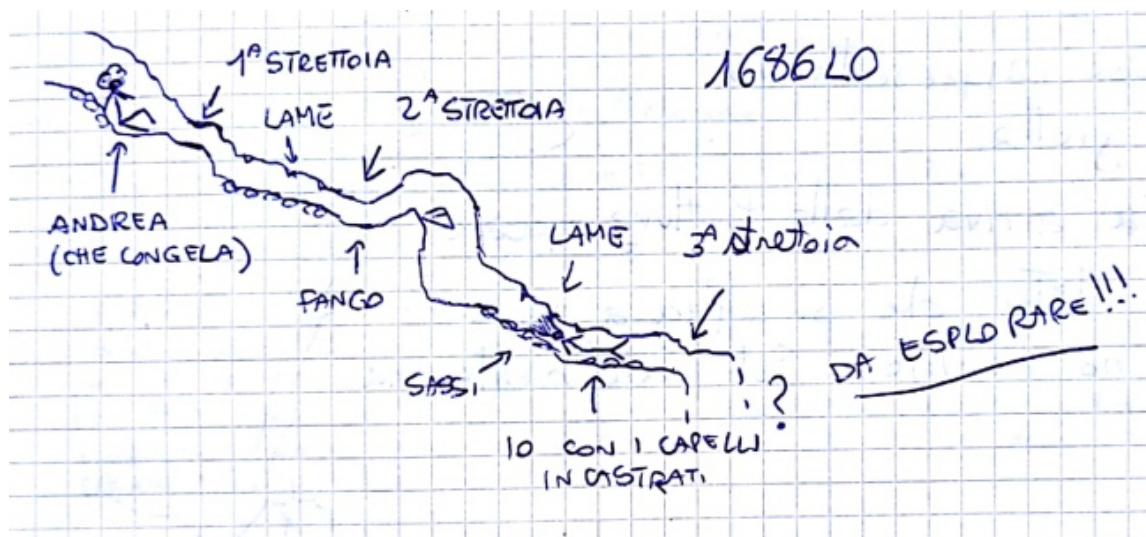 1686 LO
1ᴬ STRETTOIA
LAME
2ᴬ STRETTOIA
ANDREA
(CHE CONGELA)
FANGO
LAME
3ᴬ strettoia
SASSI
?
DA ESPLORARE!!!
IO CON I CAPELLI
INCASTRATI